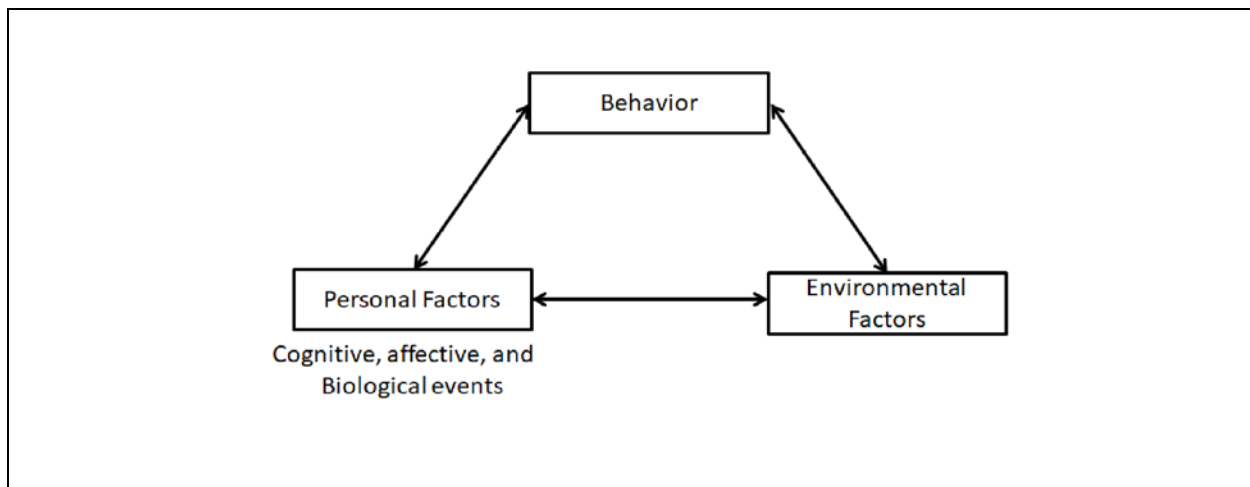 Behavior
Personal Factors
Environmental
Factors
Cognitive, affective, and
Biological events